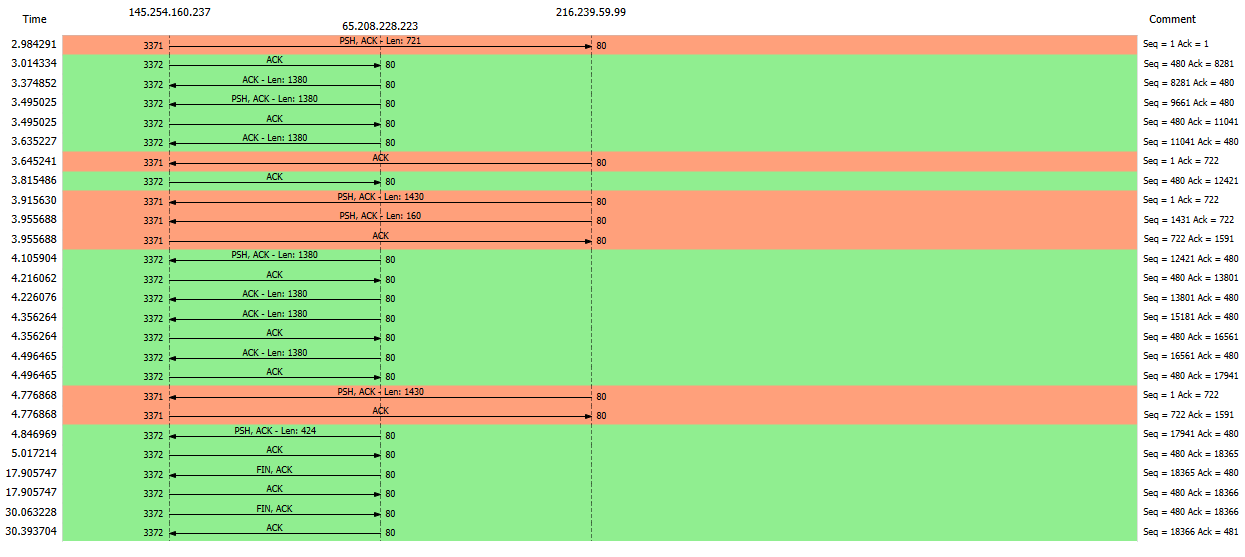 145.254.160.237 216.239.59.99
Time 65.208.228.223 Comment
2.984291 3371 PSH, ACK - Len: 721 80 Seq = 1 Ack = 1
3.014334 3372 ACK 80 Seq = 480 Ack = 8281
3.374852 3372 ACK - Len: 1380 80 Seq = 8281 Ack = 480
3.495025 3372 PSH, ACK - Len: 1380 80 Seq = 9661 Ack = 480
3.495025 3372 ACK 80 Seq = 480 Ack = 11041
3.635227 3372 ACK - Len: 1380 80 Seq = 11041 Ack = 480
3.645241 3371 ACK 80 Seq = 1 Ack = 722
3.815486 3372 ACK 80 Seq = 480 Ack = 12421
3.915630 3371 PSH, ACK - Len: 1430 80 Seq = 1 Ack = 722
3.955688 3371 PSH, ACK - Len: 160 80 Seq = 1431 Ack = 722
3.955688 3371 ACK 80 Seq = 722 Ack = 1591
4.105904 3372 PSH, ACK - Len: 1380 80 Seq = 12421 Ack = 480
4.216062 3372 ACK 80 Seq = 480 Ack = 13801
4.226076 3372 ACK - Len: 1380 80 Seq = 13801 Ack = 480
4.356264 3372 ACK - Len: 1380 80 Seq = 15181 Ack = 480
4.356264 3372 ACK 80 Seq = 480 Ack = 16561
4.496465 3372 ACK - Len: 1380 80 Seq = 16561 Ack = 480
4.496465 3372 ACK 80 Seq = 480 Ack = 17941
4.776868 3371 PSH, ACK - Len: 1430 80 Seq = 1 Ack = 722
4.776868 3371 ACK 80 Seq = 722 Ack = 1591
4.846969 3372 PSH, ACK - Len: 424 80 Seq = 17941 Ack = 480
5.017214 3372 ACK 80 Seq = 480 Ack = 18365
17.905747 3372 FIN, ACK 80 Seq = 18365 Ack = 480
17.905747 3372 ACK 80 Seq = 480 Ack = 18366
30.063228 3372 FIN, ACK 80 Seq = 480 Ack = 18366
30.393704 3372 ACK 80 Seq = 18366 Ack = 481